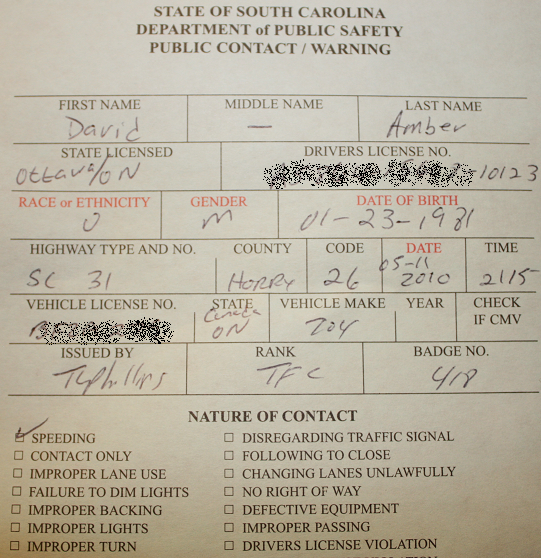 STATE OF SOUTH CAROLINA
DEPARTMENT of PUBLIC SAFETY
PUBLIC CONTACT / WARNING
FIRST NAME MIDDLE NAME LAST NAME
David — Amber
STATE LICENSED DRIVERS LICENSE NO.
Ottawa/ON -10123
RACE or ETHNICITY GENDER DATE OF BIRTH
O M 01-23-1981
HIGHWAY TYPE AND NO. COUNTY CODE DATE TIME
SC 31 HORRY 26 05-11 2010 2115
VEHICLE LICENSE NO. STATE VEHICLE MAKE YEAR CHECK IF CMV
Canada ON
ISSUED BY RANK BADGE NO.
TFC 418
NATURE OF CONTACT
☑ SPEEDING ☐ DISREGARDING TRAFFIC SIGNAL
☐ CONTACT ONLY ☐ FOLLOWING TO CLOSE
☐ IMPROPER LANE USE ☐ CHANGING LANES UNLAWFULLY
☐ FAILURE TO DIM LIGHTS ☐ NO RIGHT OF WAY
☐ IMPROPER BACKING ☐ DEFECTIVE EQUIPMENT
☐ IMPROPER LIGHTS ☐ IMPROPER PASSING
☐ IMPROPER TURN ☐ DRIVERS LICENSE VIOLATION